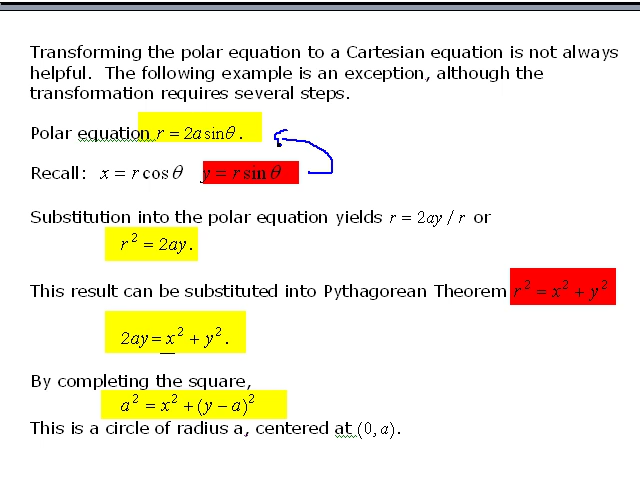 Transforming the polar equation to a Cartesian equation is not always
helpful. The following example is an exception, although the
transformation requires several steps.
Polar equation r = 2a sin θ .
Recall: x = r cos θ y = r sin θ
Substitution into the polar equation yields r = 2ay / r or
r² = 2ay.
This result can be substituted into Pythagorean Theorem r² = x² + y²
2ay = x² + y².
By completing the square,
a² = x² + (y − a)²
This is a circle of radius a, centered at (0, a).